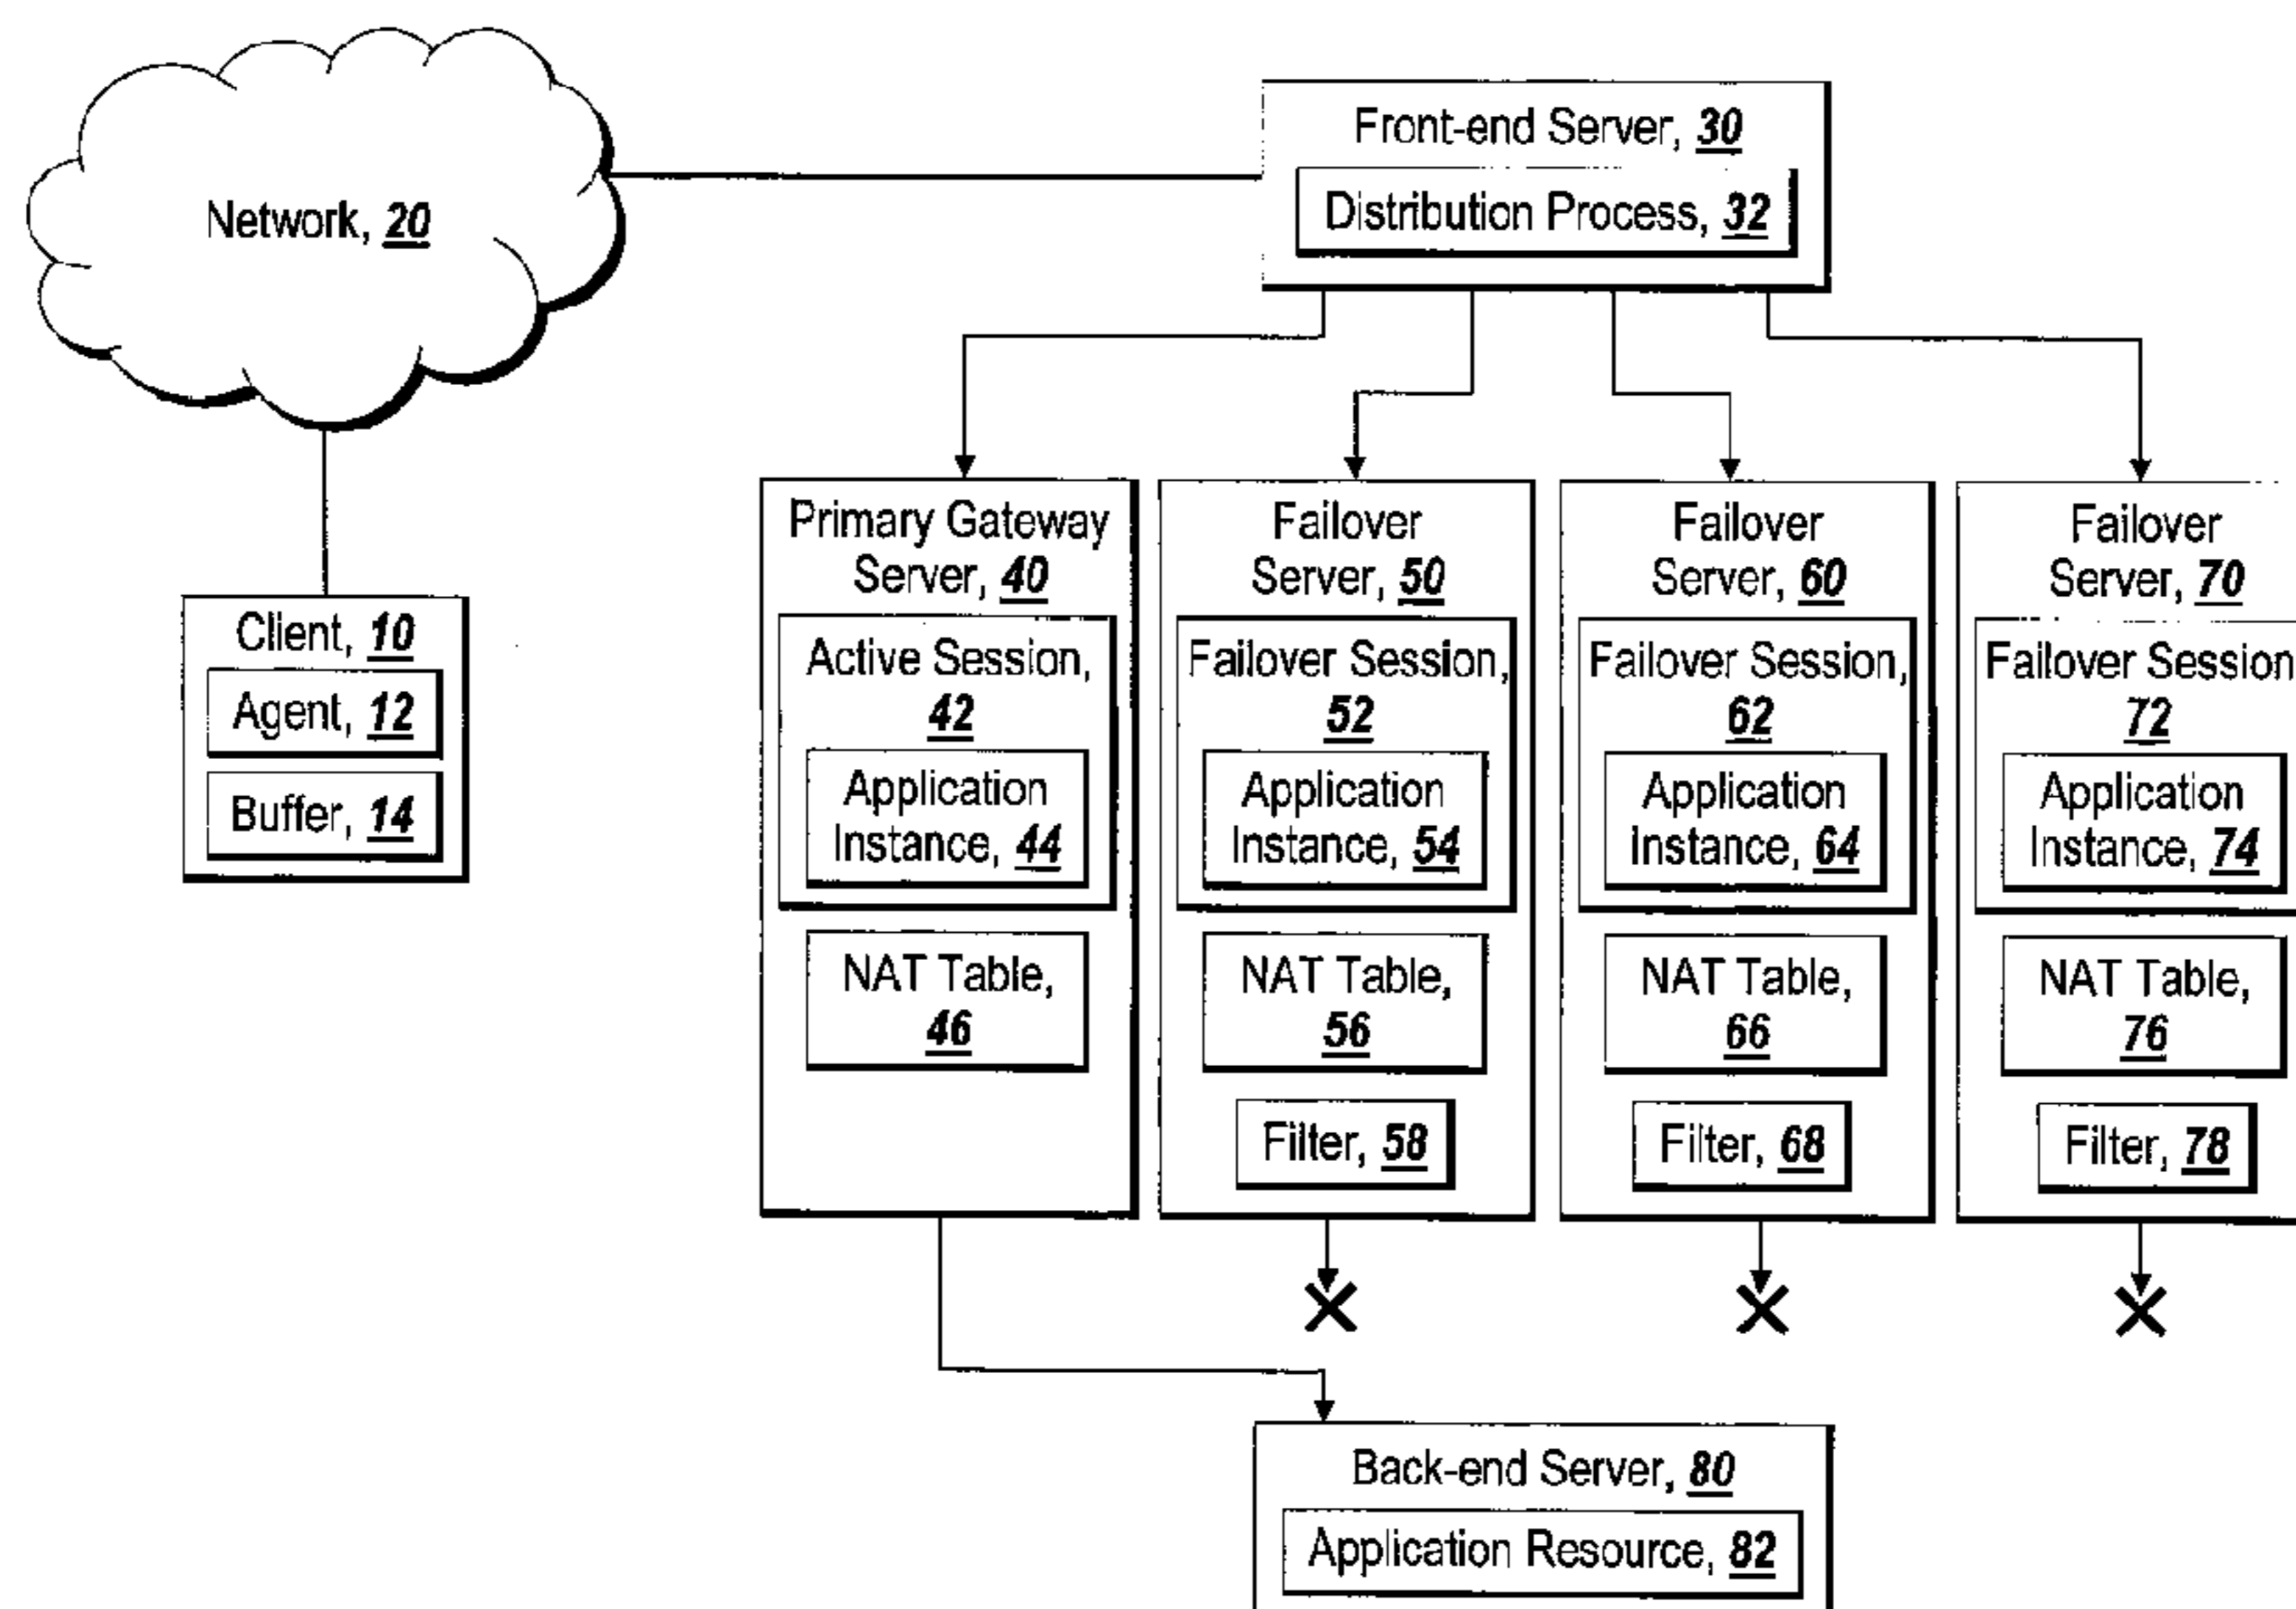 Network, 20
Front-end Server, 30
Distribution Process, 32
Client, 10
Agent, 12
Buffer, 14
Primary Gateway
Server, 40
Active Session,
42
Application
Instance, 44
NAT Table,
46
Failover
Server, 50
Failover Session,
52
Application
Instance, 54
NAT Table,
56
Filter, 58
Failover
Server, 60
Failover Session,
62
Application
Instance, 64
NAT Table,
66
Filter, 68
Failover
Server, 70
Failover Session
72
Application
Instance, 74
NAT Table,
76
Filter, 78
Back-end Server, 80
Application Resource, 82